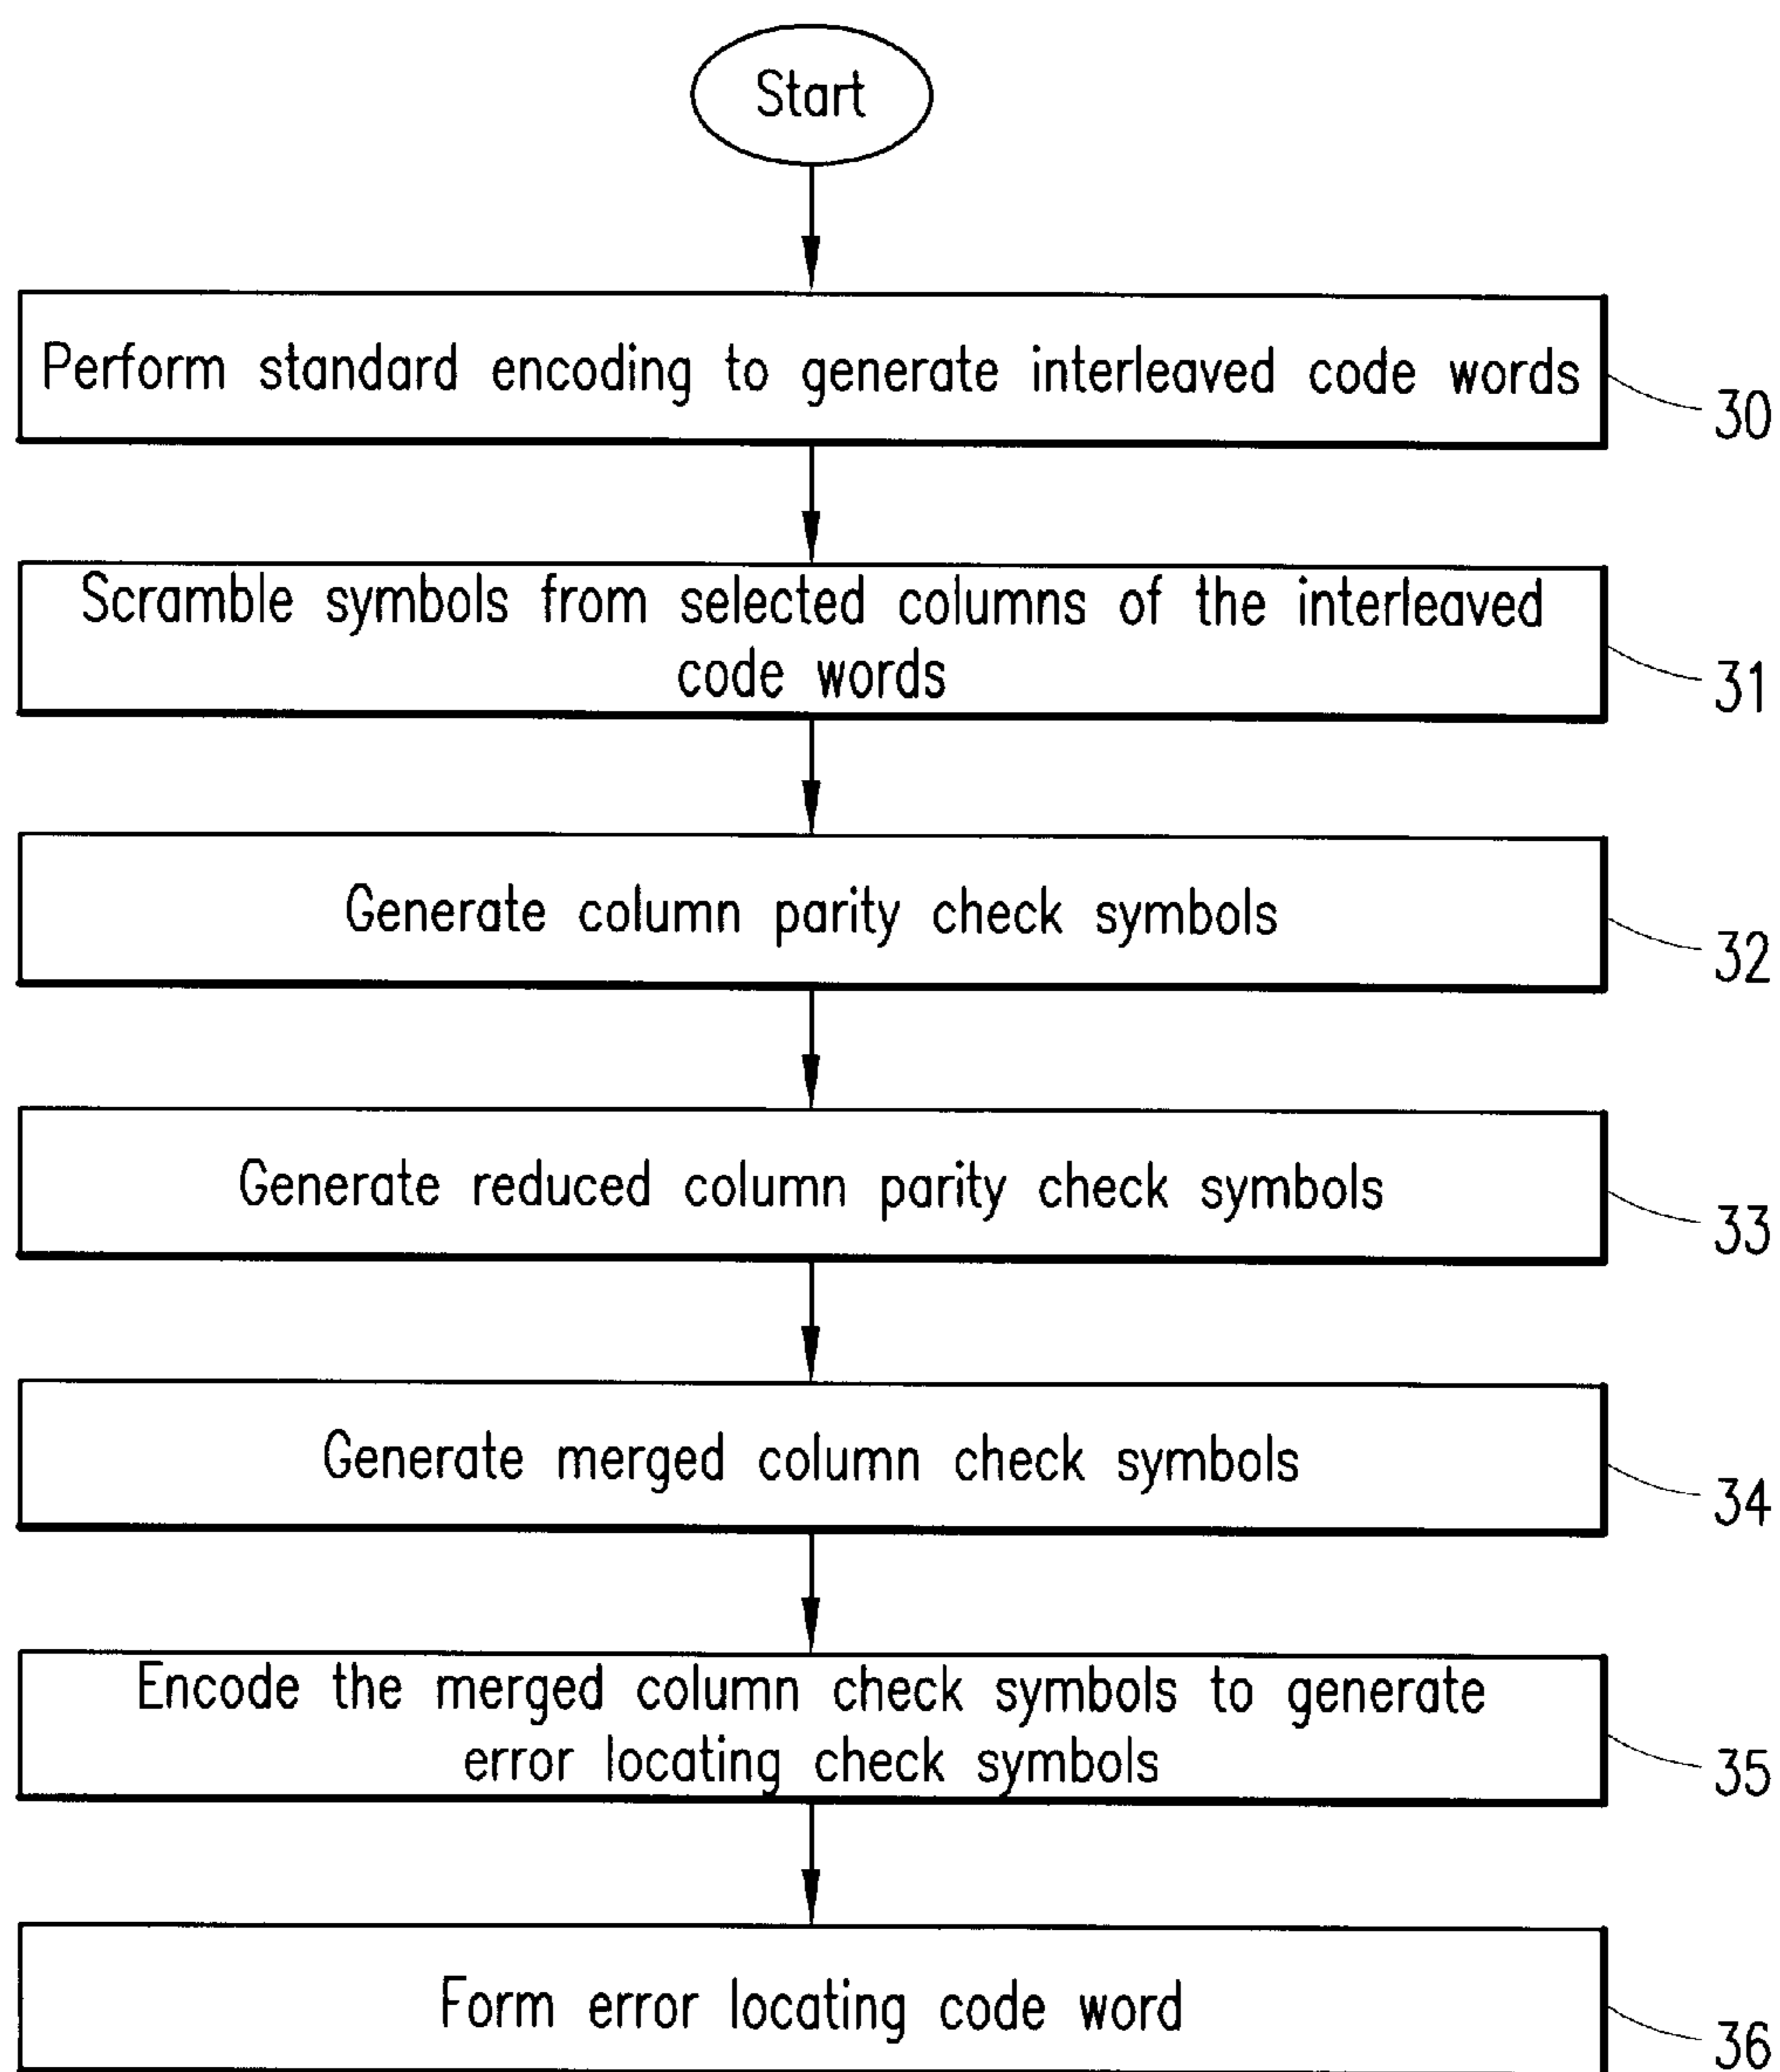 Start
Perform standard encoding to generate interleaved code words
30
Scramble symbols from selected columns of the interleaved
code words
31
Generate column parity check symbols
32
Generate reduced column parity check symbols
33
Generate merged column check symbols
34
Encode the merged column check symbols to generate
error locating check symbols
35
Form error locating code word
36